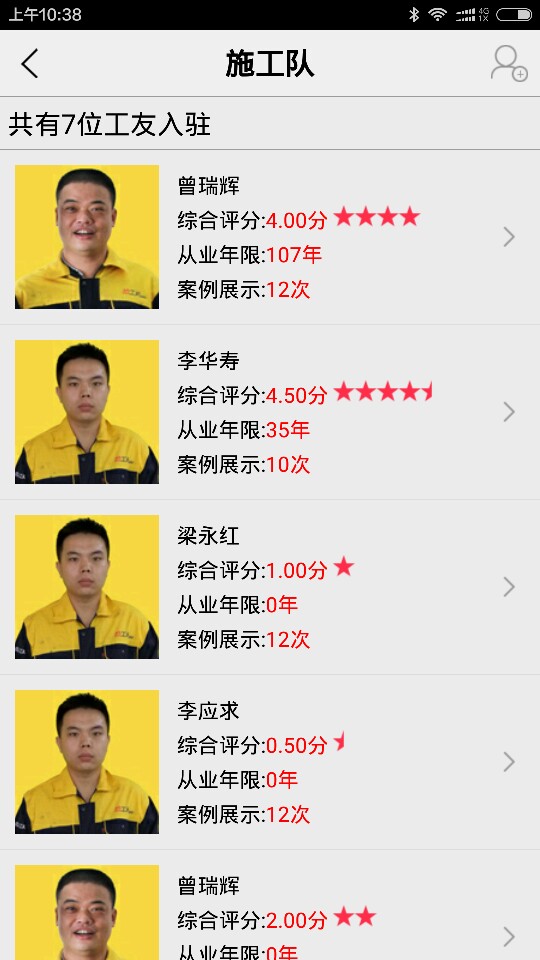 上午10:38
4G
1X
施工队
共有7位工友入驻
曾瑞辉
综合评分:4.00分
从业年限:107年
案例展示:12次
李华寿
综合评分:4.50分
从业年限:35年
案例展示:10次
梁永红
综合评分:1.00分
从业年限:0年
案例展示:12次
李应求
综合评分:0.50分
从业年限:0年
案例展示:12次
曾瑞辉
综合评分:2.00分
从业年限:0年